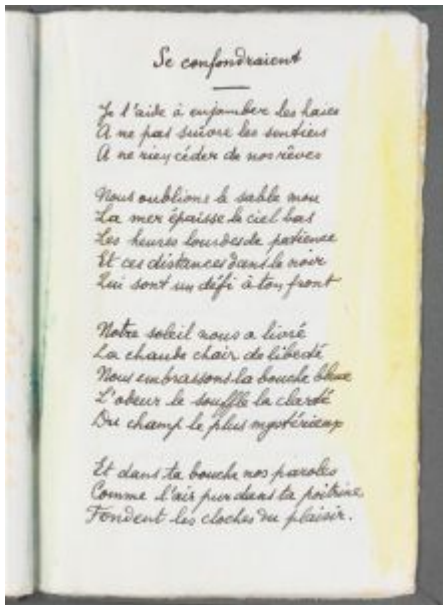 Se confondraient
Je t'aide à enjamber les haies
A ne pas suivre les sentiers
A ne rien céder de nos rêves
Nous oublions le sable mou
La mer épaisse le ciel bas
Les heures lourdes de patience
Et ces distances dans le noir
Qui sont un défi à ton front
Notre soleil nous a livré
La chaude chair de liberté
Nous embrassons la bouche bleue
L'odeur le souffle la clarté
Du champ le plus mystérieux
Et dans ta bouche nos paroles
Comme l'air pur dans ta poitrine
Fondent les cloches du plaisir.